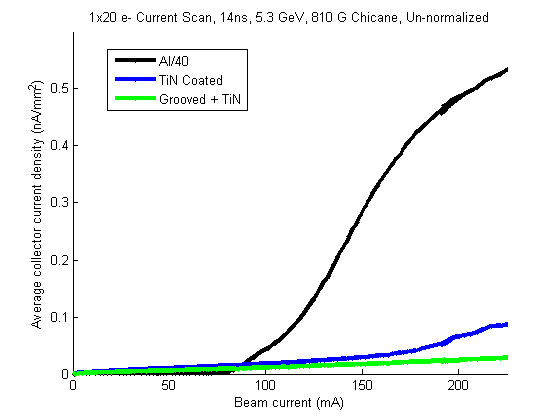 1x20 e- Current Scan, 14ns, 5.3 GeV, 810 G Chicane, Un-normalized
Al/40
TiN Coated
Grooved + TiN
Average collector current density (nA/mm²)
0.5
0.4
0.3
0.2
0.1
0
0 50 100 150 200
Beam current (mA)